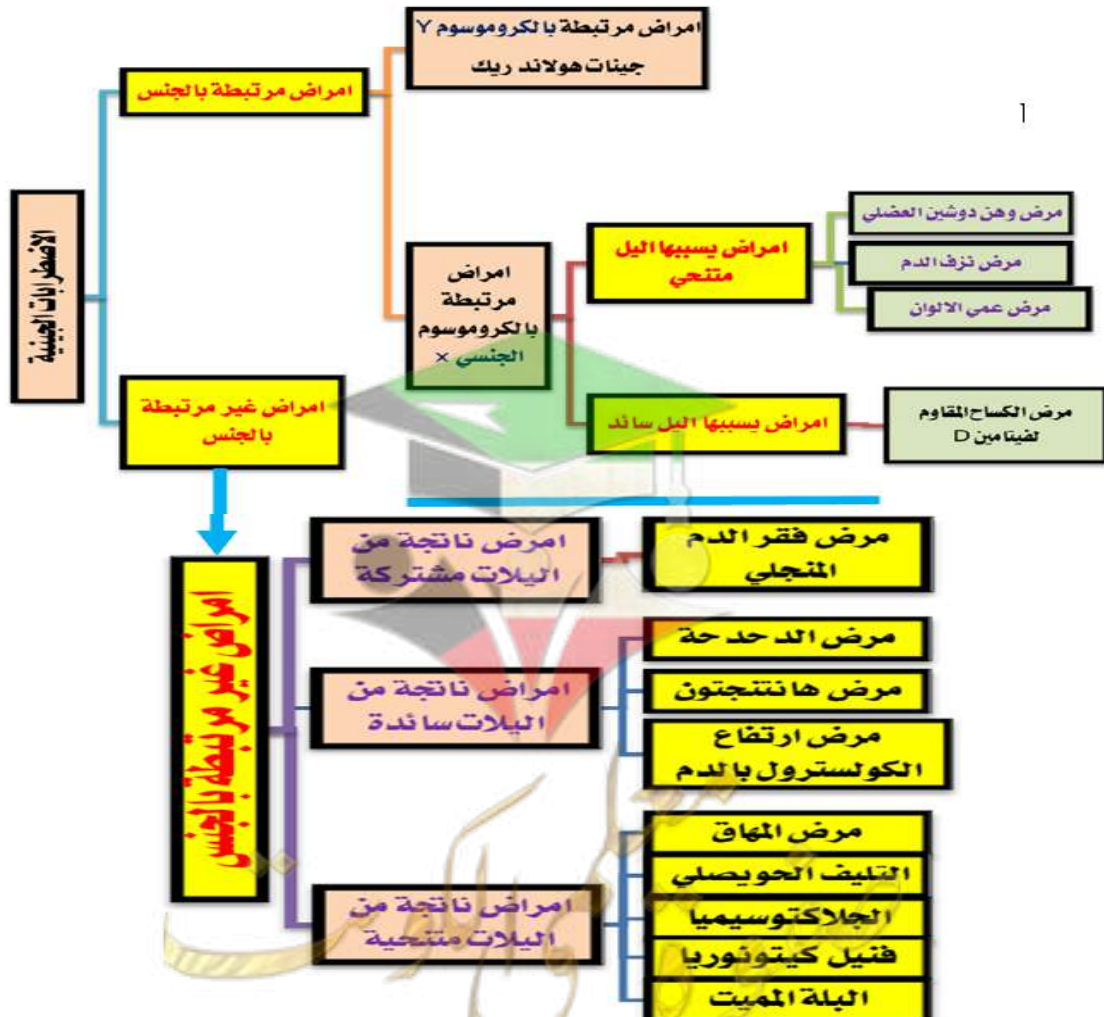 امراض مرتبطة بالكروموسوم Y
جينات هولاند ريك
امراض مرتبطة بالجنس
1
الاضطرابات الجينية
امراض
مرتبطة
بالكروموسوم
الجنسي x
امراض يسببها اليل
متنحي
مرض وهن دوشين العضلي
مرض نزف الدم
مرض عمى الالوان
امراض غير مرتبطة
بالجنس
امراض يسببها اليل سائد
مرض الكساح المقاوم
لفيتامين D
امراض غير مرتبطة بالجنس
امرض ناتجة من
اليلات مشتركة
مرض فقر الدم
المنجلي
امراض ناتجة من
اليلات سائدة
مرض الدحدحة
مرض هانتنجتون
مرض ارتفاع
الكولسترول بالدم
امراض ناتجة من
اليلات متنحية
مرض المهاق
التليف الحويصلي
الجلاكتوسيميا
فنيل كيتونوريا
البلة المميت